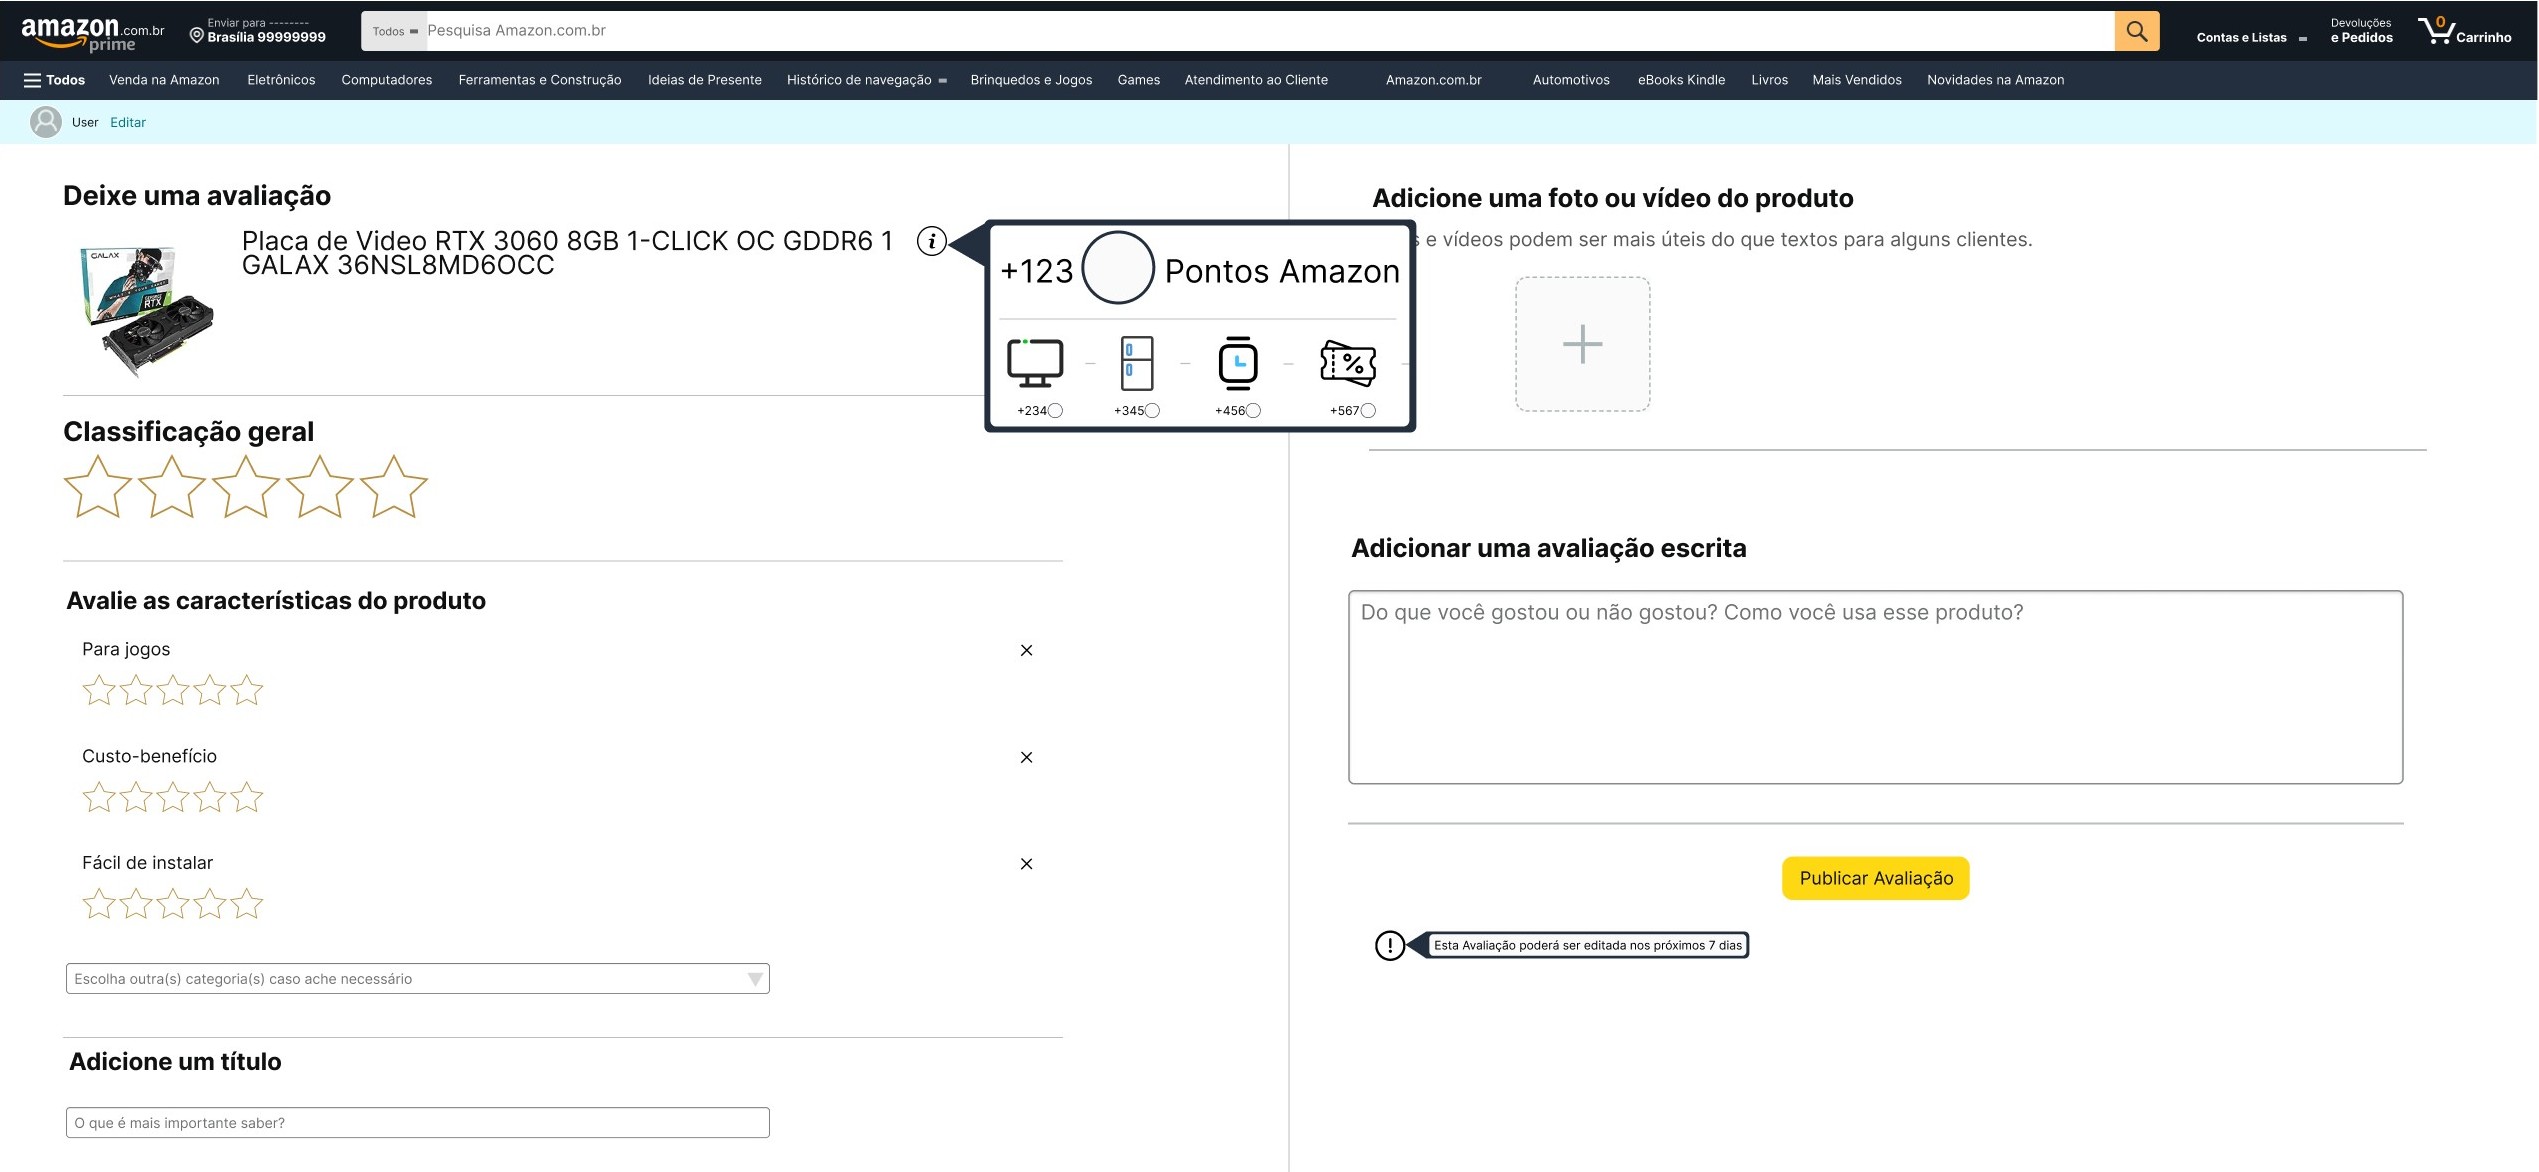 amazon.com.br
prime
Enviar para --------
Brasília 99999999
Todos
Pesquisa Amazon.com.br
Contas e Listas
Devoluções
e Pedidos
0
Carrinho
Todos
Venda na Amazon
Eletrônicos
Computadores
Ferramentas e Construção
Ideias de Presente
Histórico de navegação
Brinquedos e Jogos
Games
Atendimento ao Cliente
Amazon.com.br
Automotivos
eBooks Kindle
Livros
Mais Vendidos
Novidades na Amazon
User Editar
Deixe uma avaliação
Placa de Video RTX 3060 8GB 1-CLICK OC GDDR6 1
GALAX 36NSL8MD6OCC
GALAX
GEFORCE
RTX
i
+123 Pontos Amazon
%
+234
+345
+456
+567
Classificação geral
Avalie as características do produto
Para jogos
Custo-benefício
Fácil de instalar
Escolha outra(s) categoria(s) caso ache necessário
Adicione um título
O que é mais importante saber?
Adicione uma foto ou vídeo do produto
e vídeos podem ser mais úteis do que textos para alguns clientes.
Adicionar uma avaliação escrita
Do que você gostou ou não gostou? Como você usa esse produto?
Publicar Avaliação
!
Esta Avaliação poderá ser editada nos próximos 7 dias